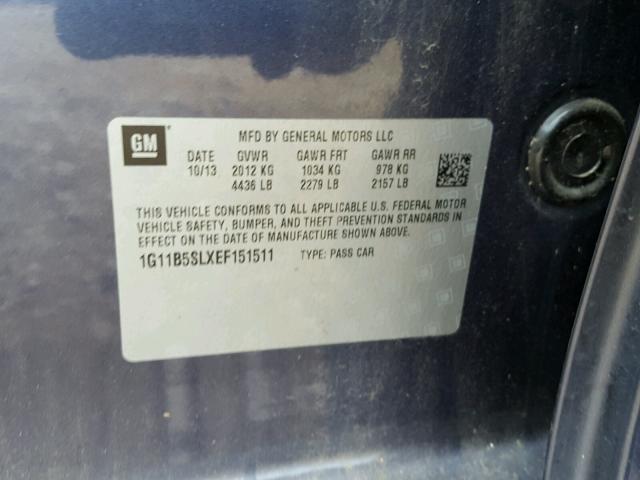 GM
MFD BY GENERAL MOTORS LLC
DATE GVWR GAWR FRT GAWR RR
10/13 2012 KG 1034 KG 978 KG
4436 LB 2279 LB 2157 LB
THIS VEHICLE CONFORMS TO ALL APPLICABLE U.S. FEDERAL MOTOR
VEHICLE SAFETY, BUMPER, AND THEFT PREVENTION STANDARDS IN
EFFECT ON THE DATE OF MANUFACTURE SHOWN ABOVE.
1G11B5SLXEF151511 TYPE: PASS CAR